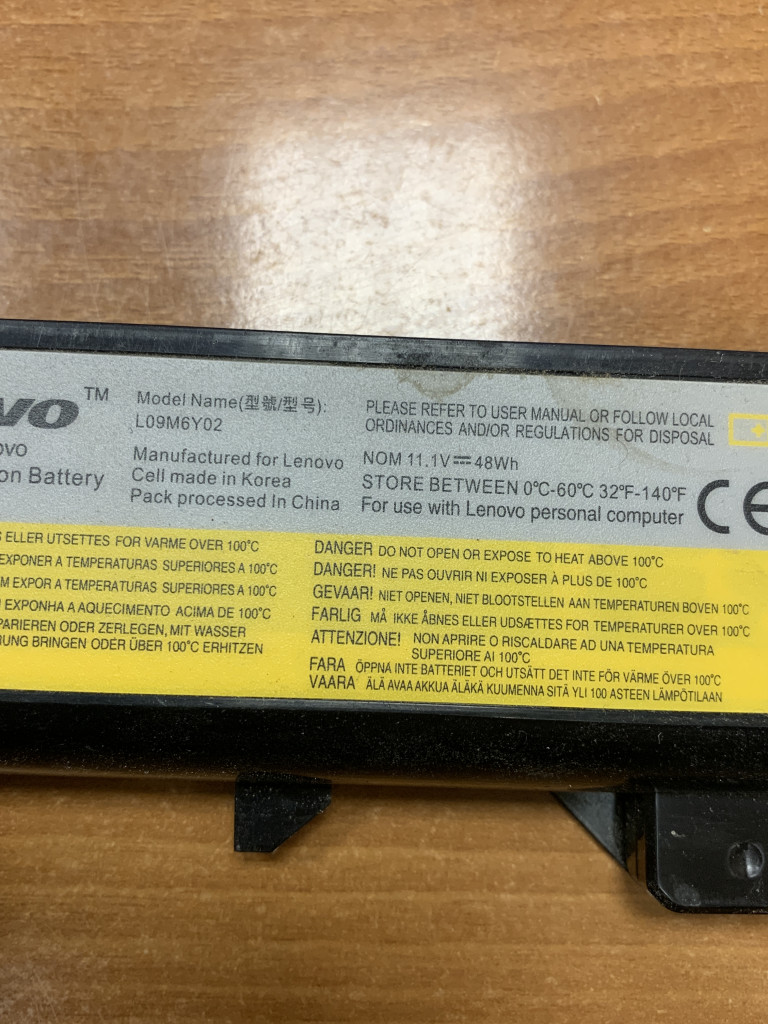 VO™
ovo
on Battery
Model Name(型號/型号):
L09M6Y02
Manufactured for Lenovo
Cell made in Korea
Pack processed In China
PLEASE REFER TO USER MANUAL OR FOLLOW LOCAL
ORDINANCES AND/OR REGULATIONS FOR DISPOSAL
NOM 11.1V⎓48Wh
STORE BETWEEN 0°C-60°C 32°F-140°F
For use with Lenovo personal computer
CE
S ELLER UTSETTES FOR VARME OVER 100°C
EXPONER A TEMPERATURAS SUPERIORES A 100°C
M EXPOR A TEMPERATURAS SUPERIORES A 100°C
EXPONHA A AQUECIMENTO ACIMA DE 100°C
PARIEREN ODER ZERLEGEN, MIT WASSER
UNG BRINGEN ODER ÜBER 100°C ERHITZEN
DANGER DO NOT OPEN OR EXPOSE TO HEAT ABOVE 100°C
DANGER! NE PAS OUVRIR NI EXPOSER À PLUS DE 100°C
GEVAAR! NIET OPENEN, NIET BLOOTSTELLEN AAN TEMPERATUREN BOVEN 100°C
FARLIG MÅ IKKE ÅBNES ELLER UDSÆTTES FOR TEMPERATURER OVER 100°C
ATTENZIONE! NON APRIRE O RISCALDARE AD UNA TEMPERATURA
SUPERIORE AI 100°C
FARA ÖPPNA INTE BATTERIET OCH UTSÄTT DET INTE FÖR VÄRME ÖVER 100°C
VAARA ÄLÄ AVAA AKKUA ÄLÄKÄ KUUMENNA SITÄ YLI 100 ASTEEN LÄMPÖTILAAN